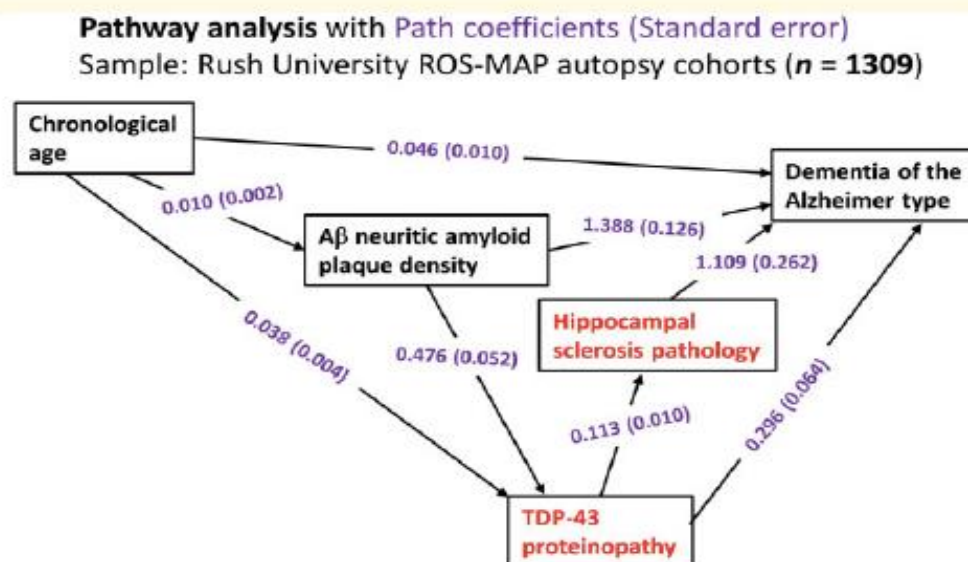 Pathway analysis with Path coefficients (Standard error)
Sample: Rush University ROS-MAP autopsy cohorts (n = 1309)
Chronological
age
0.046 (0.010)
Dementia of the
Alzheimer type
0.010 (0.002)
Aβ neuritic amyloid
plaque density
1.388 (0.126)
1.109 (0.262)
Hippocampal
sclerosis pathology
0.038 (0.004)
0.476 (0.052)
0.113 (0.010)
0.296 (0.064)
TDP-43
proteinopathy